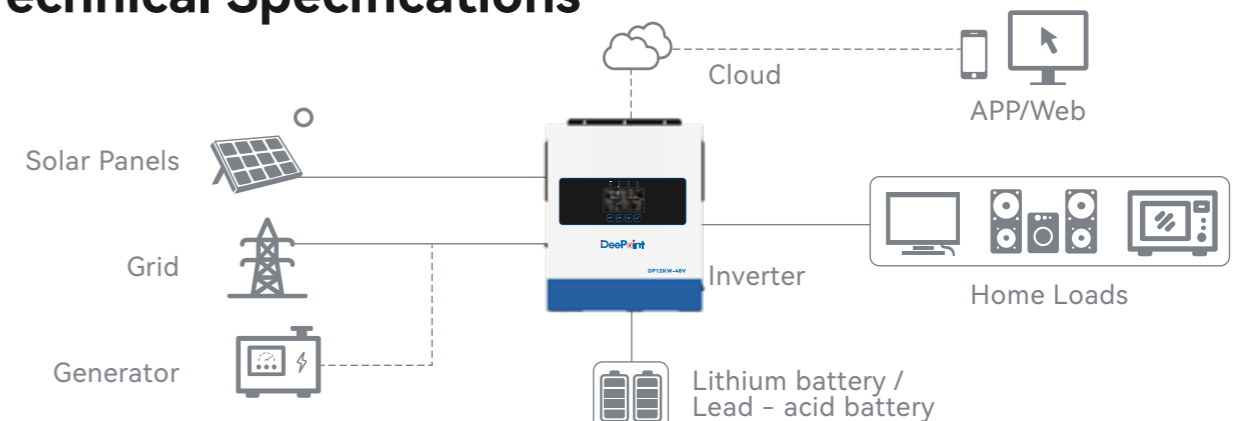 Technical Specifications
Cloud
APP/Web
Solar Panels
DeePoint
DP12KW-48V
Grid
Inverter
Home Loads
Generator
Lithium battery /
Lead - acid battery